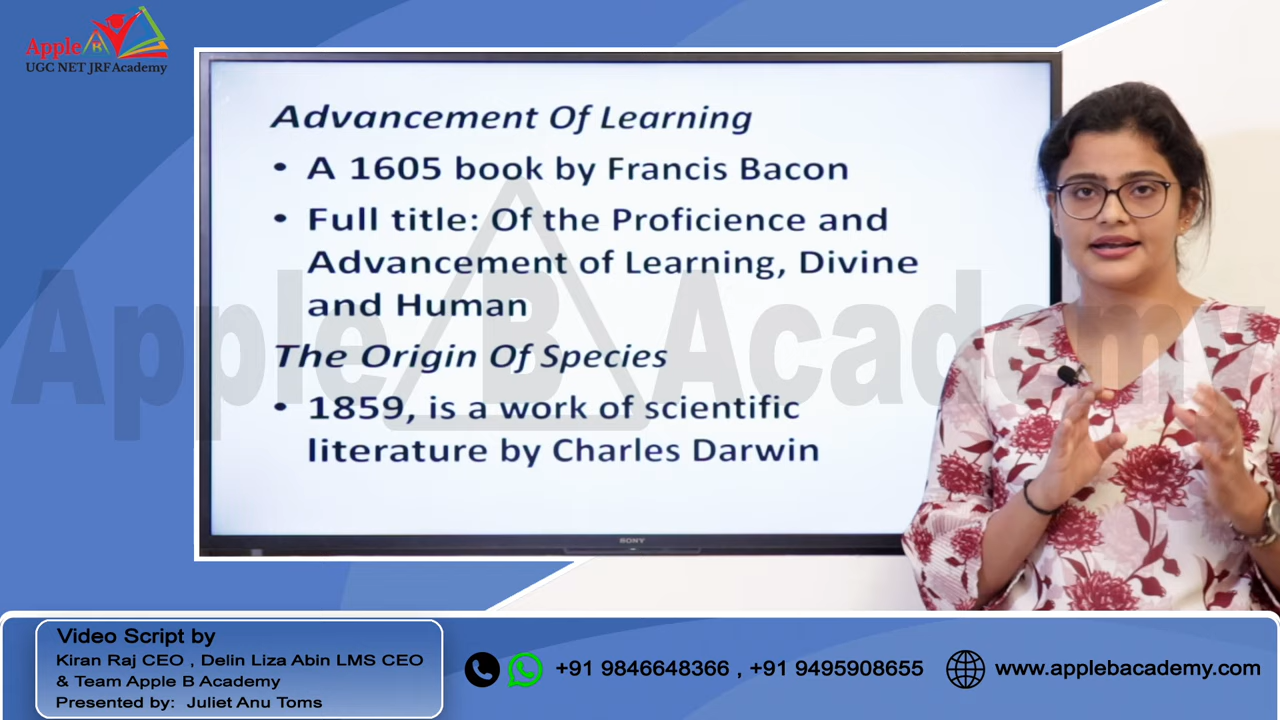 Apple B
UGC NET JRF Academy
Advancement Of Learning
• A 1605 book by Francis Bacon
• Full title: Of the Proficience and
Advancement of Learning, Divine
and Human
The Origin Of Species
• 1859, is a work of scientific
literature by Charles Darwin
Apple B Academy
SONY
Video Script by
Kiran Raj CEO , Delin Liza Abin LMS CEO
& Team Apple B Academy
Presented by: Juliet Anu Toms
+91 9846648366 , +91 9495908655
www.applebacademy.com